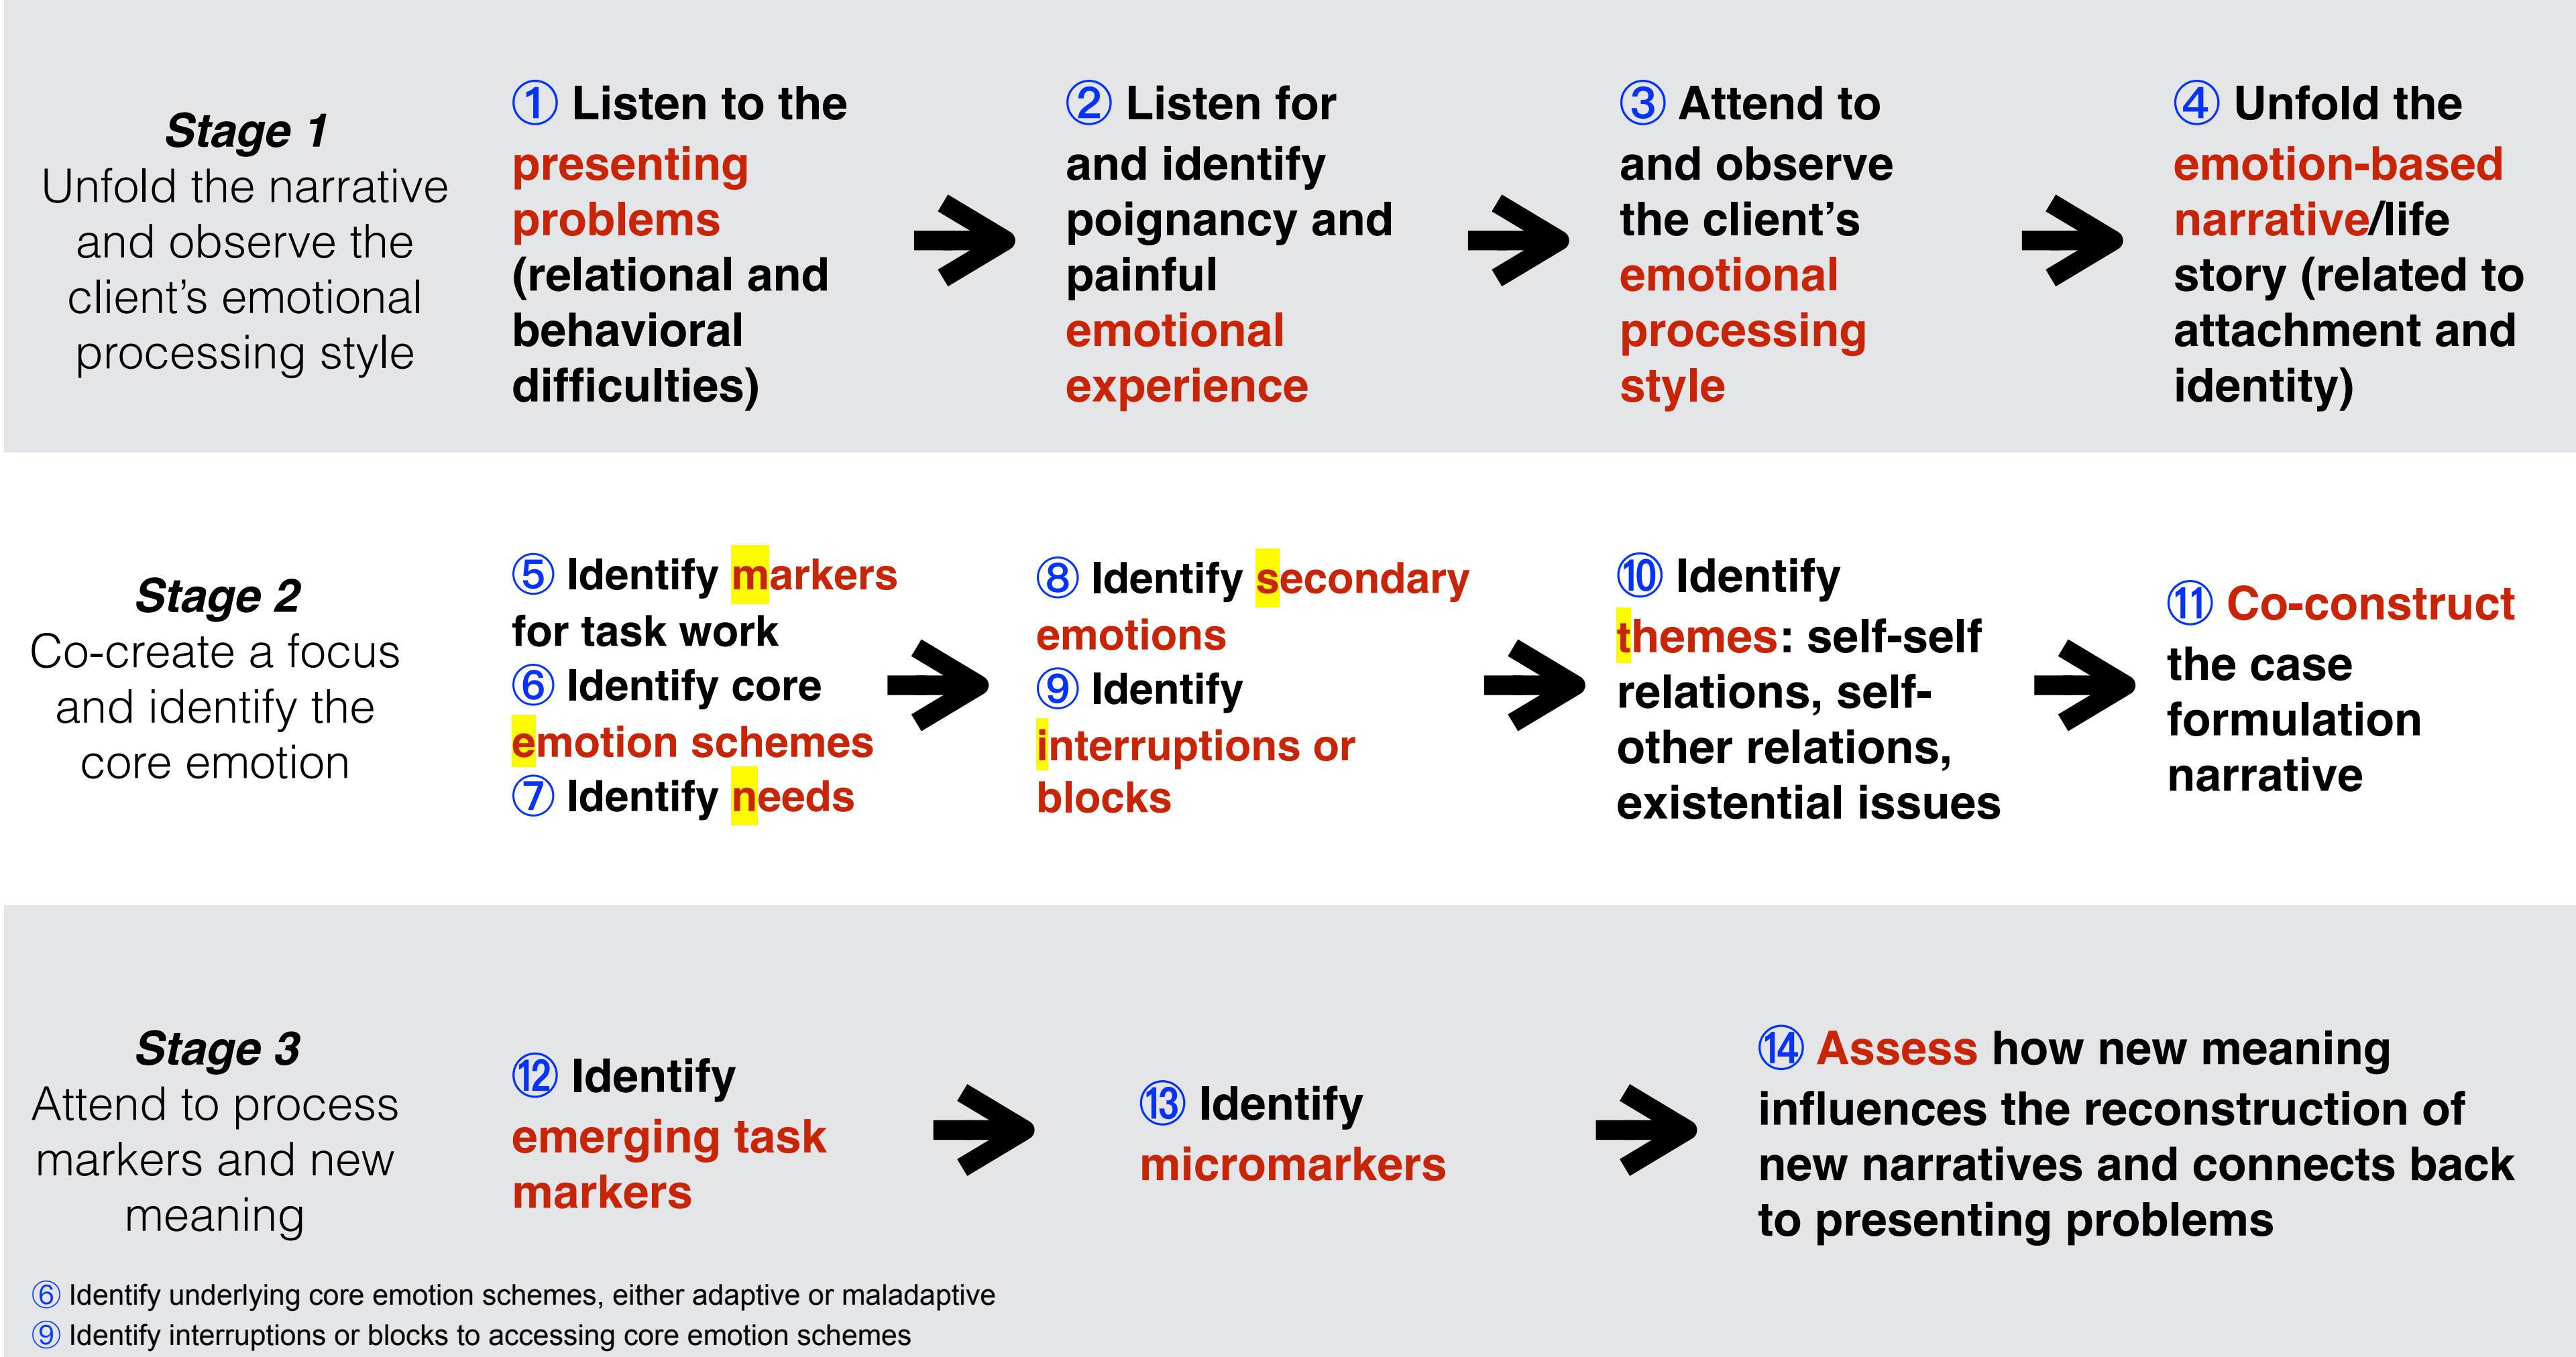 Stage 1
Unfold the narrative
and observe the
client’s emotional
processing style
① Listen to the
presenting
problems
(relational and
behavioral
difficulties)
② Listen for
and identify
poignancy and
painful
emotional
experience
③ Attend to
and observe
the client’s
emotional
processing
style
④ Unfold the
emotion-based
narrative/life
story (related to
attachment and
identity)
Stage 2
Co-create a focus
and identify the
core emotion
⑤ Identify markers
for task work
⑥ Identify core
emotion schemes
⑦ Identify needs
⑧ Identify secondary
emotions
⑨ Identify
interruptions or
blocks
⑩ Identify
themes: self-self
relations, self-
other relations,
existential issues
⑪ Co-construct
the case
formulation
narrative
Stage 3
Attend to process
markers and new
meaning
⑫ Identify
emerging task
markers
⑬ Identify
micromarkers
⑭ Assess how new meaning
influences the reconstruction of
new narratives and connects back
to presenting problems
⑥ Identify underlying core emotion schemes, either adaptive or maladaptive
⑨ Identify interruptions or blocks to accessing core emotion schemes